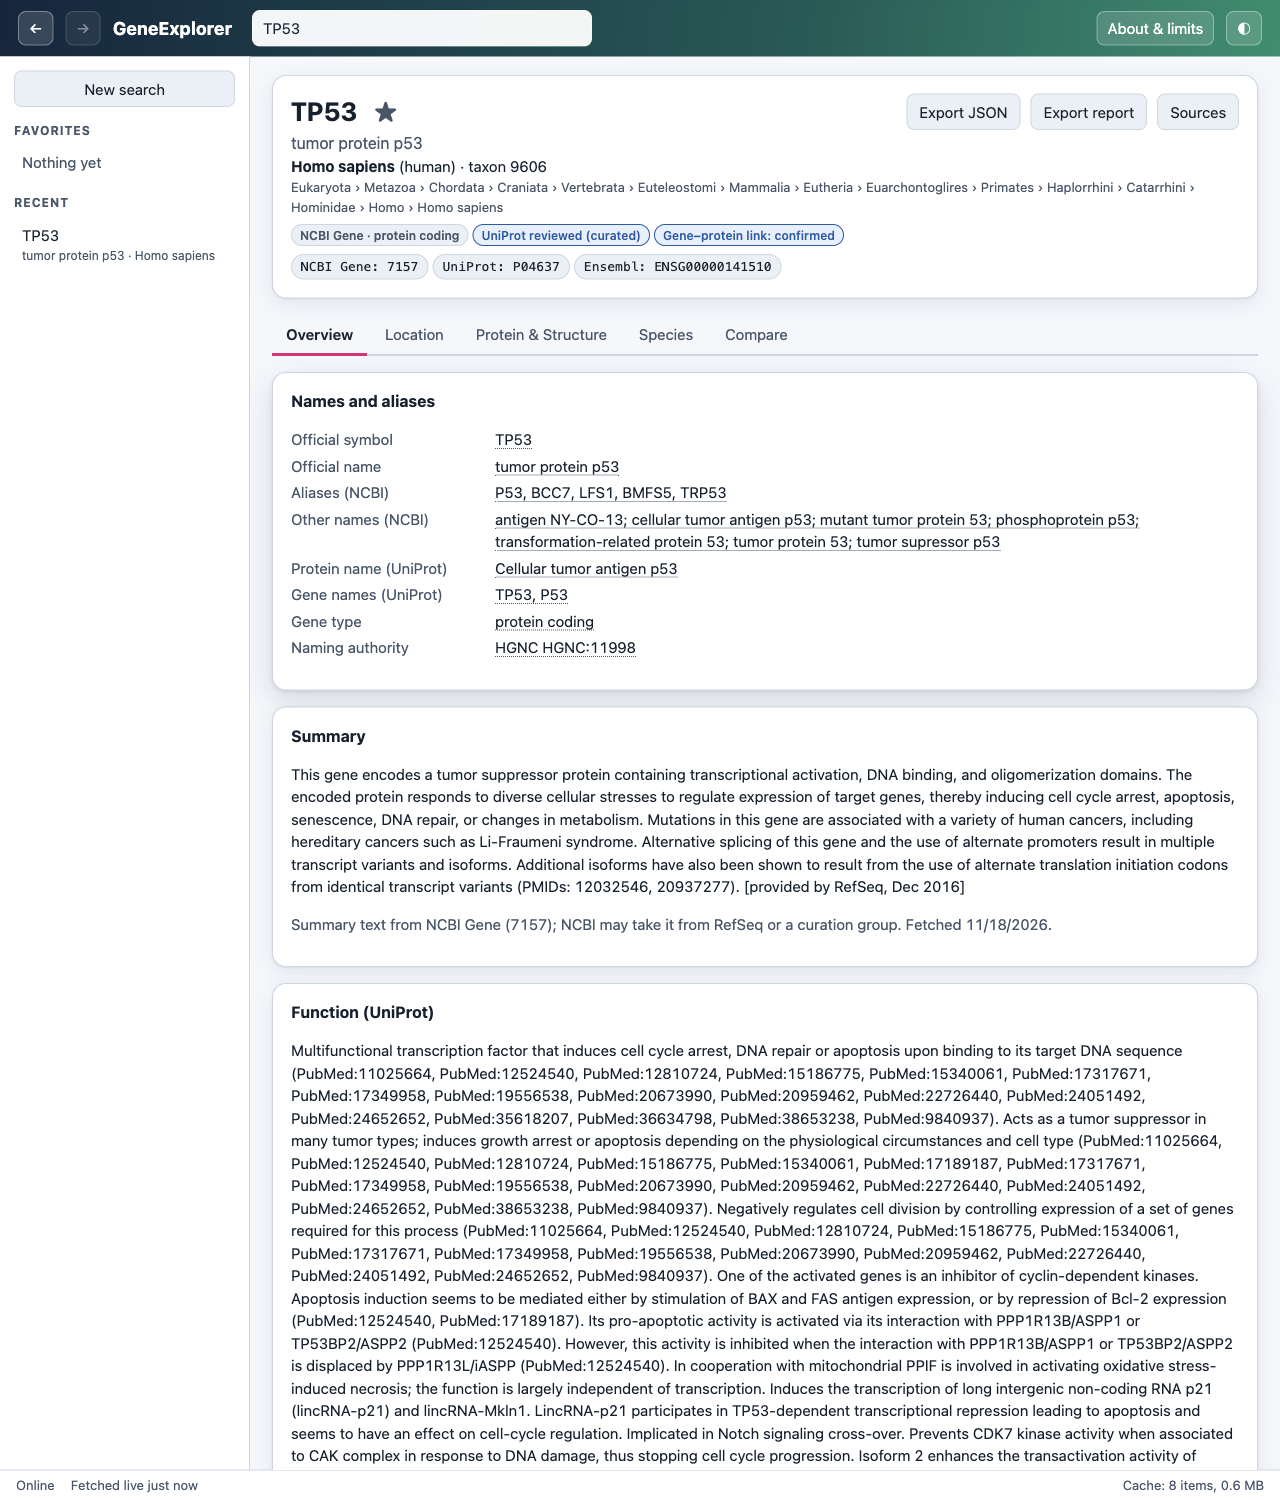 ← → GeneExplorer TP53 About & limits
New search
FAVORITES
Nothing yet
RECENT
TP53
tumor protein p53 · Homo sapiens
TP53 ★ Export JSON Export report Sources
tumor protein p53
Homo sapiens (human) · taxon 9606
Eukaryota › Metazoa › Chordata › Craniata › Vertebrata › Euteleostomi › Mammalia › Eutheria › Euarchontoglires › Primates › Haplorrhini › Catarrhini ›
Hominidae › Homo › Homo sapiens
NCBI Gene · protein coding UniProt reviewed (curated) Gene–protein link: confirmed
NCBI Gene: 7157 UniProt: P04637 Ensembl: ENSG00000141510
Overview Location Protein & Structure Species Compare
Names and aliases
Official symbol TP53
Official name tumor protein p53
Aliases (NCBI) P53, BCC7, LFS1, BMFS5, TRP53
Other names (NCBI) antigen NY-CO-13; cellular tumor antigen p53; mutant tumor protein 53; phosphoprotein p53;
transformation-related protein 53; tumor protein 53; tumor supressor p53
Protein name (UniProt) Cellular tumor antigen p53
Gene names (UniProt) TP53, P53
Gene type protein coding
Naming authority HGNC HGNC:11998
Summary
This gene encodes a tumor suppressor protein containing transcriptional activation, DNA binding, and oligomerization domains. The
encoded protein responds to diverse cellular stresses to regulate expression of target genes, thereby inducing cell cycle arrest, apoptosis,
senescence, DNA repair, or changes in metabolism. Mutations in this gene are associated with a variety of human cancers, including
hereditary cancers such as Li-Fraumeni syndrome. Alternative splicing of this gene and the use of alternate promoters result in multiple
transcript variants and isoforms. Additional isoforms have also been shown to result from the use of alternate translation initiation codons
from identical transcript variants (PMIDs: 12032546, 20937277). [provided by RefSeq, Dec 2016]
Summary text from NCBI Gene (7157); NCBI may take it from RefSeq or a curation group. Fetched 11/18/2026.
Function (UniProt)
Multifunctional transcription factor that induces cell cycle arrest, DNA repair or apoptosis upon binding to its target DNA sequence
(PubMed:11025664, PubMed:12524540, PubMed:12810724, PubMed:15186775, PubMed:15340061, PubMed:17317671,
PubMed:17349958, PubMed:19556538, PubMed:20673990, PubMed:20959462, PubMed:22726440, PubMed:24051492,
PubMed:24652652, PubMed:35618207, PubMed:36634798, PubMed:38653238, PubMed:9840937). Acts as a tumor suppressor in
many tumor types; induces growth arrest or apoptosis depending on the physiological circumstances and cell type (PubMed:11025664,
PubMed:12524540, PubMed:12810724, PubMed:15186775, PubMed:15340061, PubMed:17189187, PubMed:17317671,
PubMed:17349958, PubMed:19556538, PubMed:20673990, PubMed:20959462, PubMed:22726440, PubMed:24051492,
PubMed:24652652, PubMed:38653238, PubMed:9840937). Negatively regulates cell division by controlling expression of a set of genes
required for this process (PubMed:11025664, PubMed:12524540, PubMed:12810724, PubMed:15186775, PubMed:15340061,
PubMed:17317671, PubMed:17349958, PubMed:19556538, PubMed:20673990, PubMed:20959462, PubMed:22726440,
PubMed:24051492, PubMed:24652652, PubMed:9840937). One of the activated genes is an inhibitor of cyclin-dependent kinases.
Apoptosis induction seems to be mediated either by stimulation of BAX and FAS antigen expression, or by repression of Bcl-2 expression
(PubMed:12524540, PubMed:17189187). Its pro-apoptotic activity is activated via its interaction with PPP1R13B/ASPP1 or
TP53BP2/ASPP2 (PubMed:12524540). However, this activity is inhibited when the interaction with PPP1R13B/ASPP1 or TP53BP2/ASPP2
is displaced by PPP1R13L/iASPP (PubMed:12524540). In cooperation with mitochondrial PPIF is involved in activating oxidative stress-
induced necrosis; the function is largely independent of transcription. Induces the transcription of long intergenic non-coding RNA p21
(lincRNA-p21) and lincRNA-Mkln1. LincRNA-p21 participates in TP53-dependent transcriptional repression leading to apoptosis and
seems to have an effect on cell-cycle regulation. Implicated in Notch signaling cross-over. Prevents CDK7 kinase activity when associated
to CAK complex in response to DNA damage, thus stopping cell cycle progression. Isoform 2 enhances the transactivation activity of
Online Fetched live just now Cache: 8 items, 0.6 MB